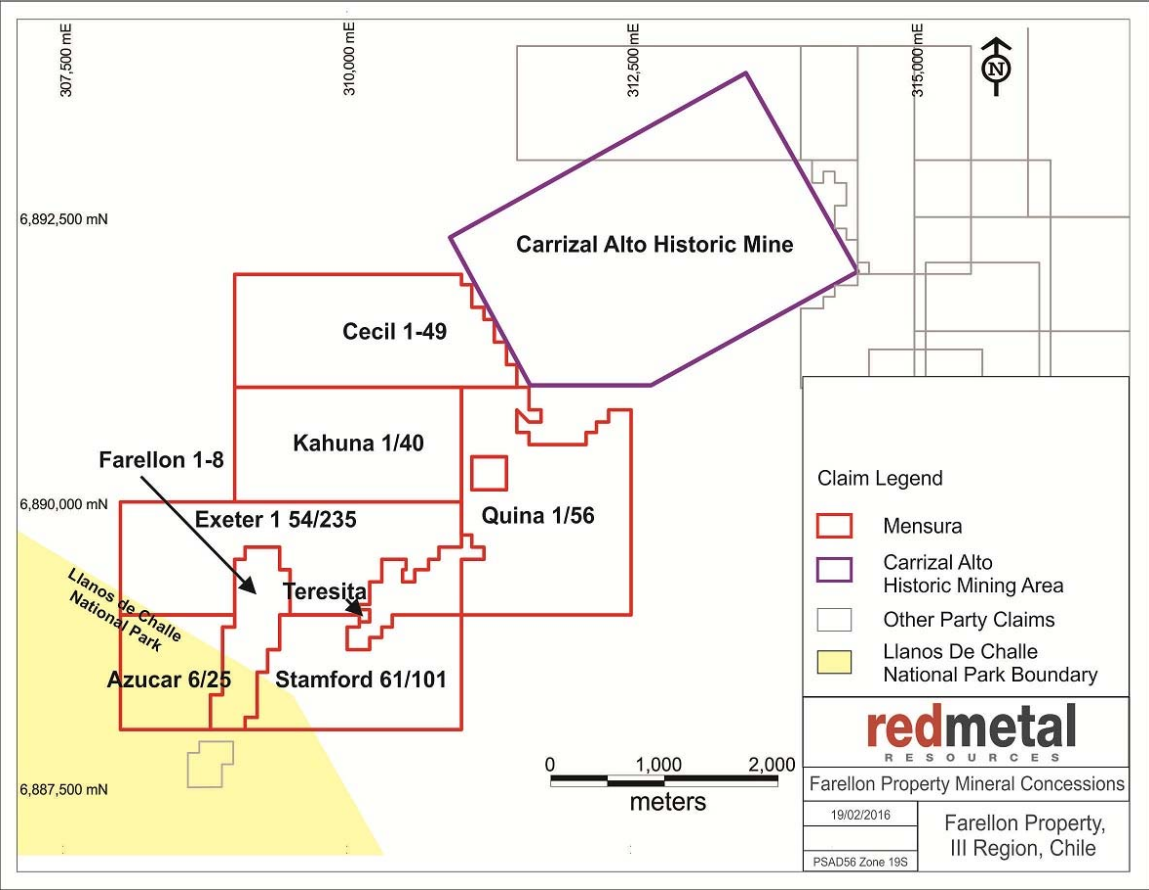 307,500 mE
310,000 mE
312,500 mE
315,000 mE
N
6,892,500 mN
Carrizal Alto Historic Mine
Cecil 1-49
Kahuna 1/40
Farellon 1-8
6,890,000 mN
Exeter 1 54/235
Quina 1/56
Llanos de Challe
National Park
Teresita
Azucar 6/25
Stamford 61/101
6,887,500 mN
0 1,000 2,000
meters
Claim Legend
Mensura
Carrizal Alto
Historic Mining Area
Other Party Claims
Llanos De Challe
National Park Boundary
redmetal
RESOURCES
Farellon Property Mineral Concessions
19/02/2016
PSAD56 Zone 19S
Farellon Property,
III Region, Chile